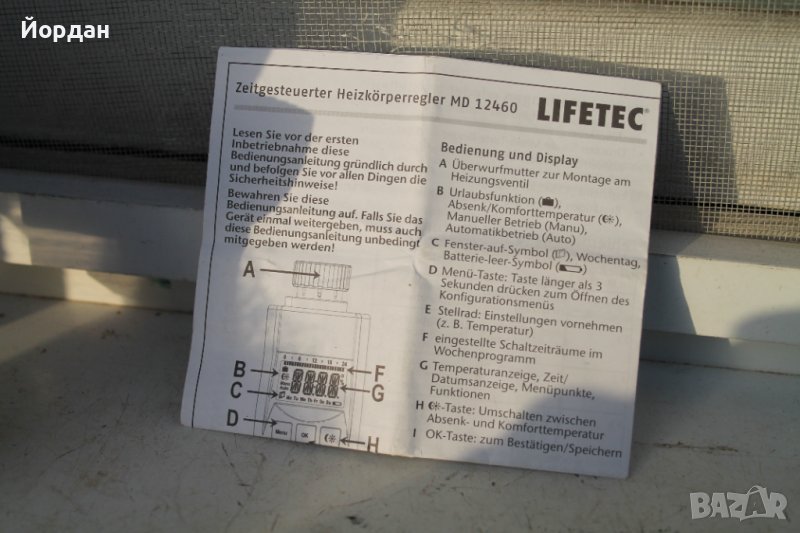 Йордан
Zeitgesteuerter Heizkörperregler MD 12460
LIFETEC®
Lesen Sie vor der ersten
Inbetriebnahme diese
Bedienungsanleitung gründlich durch
und befolgen Sie vor allen Dingen die
Sicherheitshinweise!
Bewahren Sie diese
Bedienungsanleitung auf. Falls Sie das
Gerät einmal weitergeben, muss auch
diese Bedienungsanleitung unbedingt
mitgegeben werden!
A
B
C
D
F
G
H
Menu
OK
Bedienung und Display
A Überwurfmutter zur Montage am
Heizungsventil
B Urlaubsfunktion (),
Absenk/Komforttemperatur (),
Manueller Betrieb (Manu),
Automatikbetrieb (Auto)
C Fenster-auf-Symbol (), Wochentag,
Batterie-leer-Symbol ()
D Menü-Taste: Taste länger als 3
Sekunden drücken zum Öffnen des
Konfigurationsmenüs
E Stellrad: Einstellungen vornehmen
(z. B. Temperatur)
F eingestellte Schaltzeiträume im
Wochenprogramm
G Temperaturanzeige, Zeit/
Datumsanzeige, Menüpunkte,
Funktionen
H -Taste: Umschalten zwischen
Absenk- und Komforttemperatur
I OK-Taste: zum Bestätigen/Speichern
BAZAR